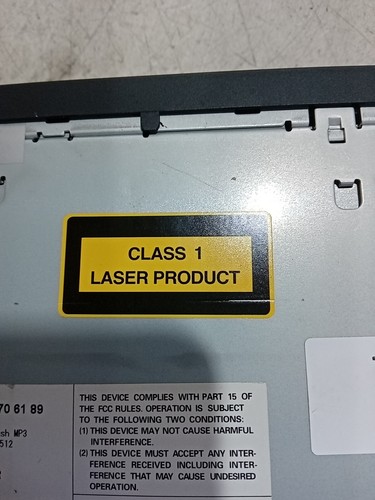 CLASS 1
LASER PRODUCT
70 61 89
sh MP3
512
THIS DEVICE COMPLIES WITH PART 15 OF
THE FCC RULES. OPERATION IS SUBJECT
TO THE FOLLOWING TWO CONDITIONS:
(1) THIS DEVICE MAY NOT CAUSE HARMFUL
INTERFERENCE.
(2) THIS DEVICE MUST ACCEPT ANY INTER-
FERENCE RECEIVED INCLUDING INTER-
FERENCE THAT MAY CAUSE UNDESIRED
OPERATION.